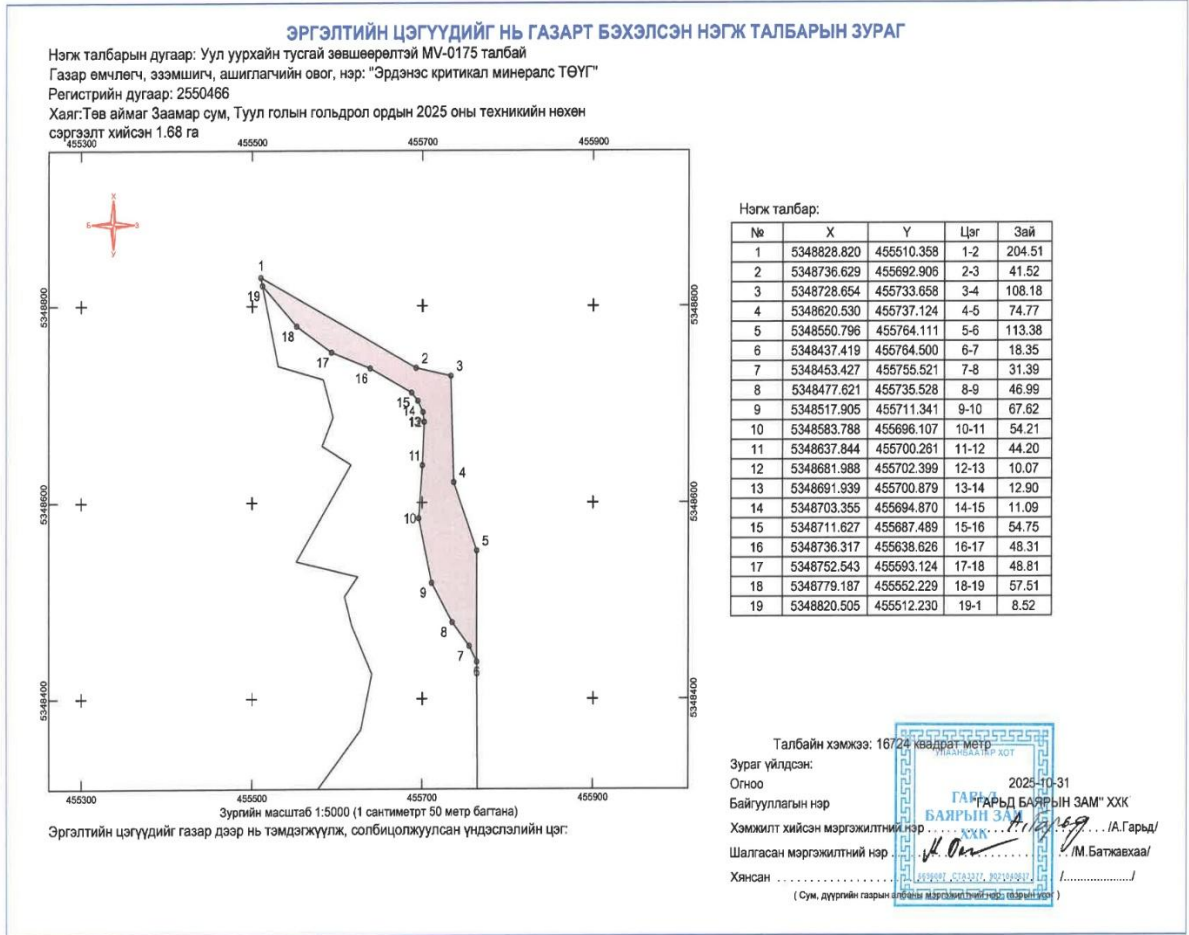 ЭРГЭЛТИЙН ЦЭГҮҮДИЙГ НЬ ГАЗАРТ БЭХЭЛСЭН НЭГЖ ТАЛБАРЫН ЗУРАГ
Нэгж талбарын дугаар: Уул уурхайн тусгай зөвшөөрөлтэй MV-0175 талбай
Газар өмчлөгч, эзэмшигч, ашиглагчийн овог, нэр: "Эрдэнэс критикал минералс ТӨҮГ"
Регистрийн дугаар: 2550466
Хаяг:Төв аймаг Заамар сум, Туул голын гольдрол ордын 2025 оны техникийн нөхөн
сэргээлт хийсэн 1.68 га
455300 455500 455700 455900
Х
Б З
У
5348800
5348600
5348400
1
19
18
17
16
2
3
15
14
13
11
4
10
5
9
8
7
6
455300 455500 455700 455900
Зургийн масштаб 1:5000 (1 сантиметрт 50 метр багтана)
Эргэлтийн цэгүүдийг газар дээр нь тэмдэгжүүлж, солбицолжуулсан үндэслэлийн цэг:
Нэгж талбар:
№ X Y Цэг Зай
1 5348828.820 455510.358 1-2 204.51
2 5348736.629 455692.906 2-3 41.52
3 5348728.654 455733.658 3-4 108.18
4 5348620.530 455737.124 4-5 74.77
5 5348550.796 455764.111 5-6 113.38
6 5348437.419 455764.500 6-7 18.35
7 5348453.427 455755.521 7-8 31.39
8 5348477.621 455735.528 8-9 46.99
9 5348517.905 455711.341 9-10 67.62
10 5348583.788 455696.107 10-11 54.21
11 5348637.844 455700.261 11-12 44.20
12 5348681.988 455702.399 12-13 10.07
13 5348691.939 455700.879 13-14 12.90
14 5348703.355 455694.870 14-15 11.09
15 5348711.627 455687.489 15-16 54.75
16 5348736.317 455638.626 16-17 48.31
17 5348752.543 455593.124 17-18 48.81
18 5348779.187 455552.229 18-19 57.51
19 5348820.505 455512.230 19-1 8.52
Талбайн хэмжээ: 16724 квадрат метр
УЛААНБААТАР ХОТ
Зураг үйлдсэн:
Огноо 2025-10-31
Байгууллагын нэр "ГАРЬД БАЯРЫН ЗАМ" ХХК
ГАРЬД
БАЯРЫН ЗАМ
ХХК
Хэмжилт хийсэн мэргэжилтний нэр /А.Гарьд/
Шалгасан мэргэжилтний нэр /М.Батжавхаа/
Хянсан /............./
( Сум, дүүргийн газрын албаны мэргэжилтний нэр, газрын үсэг )